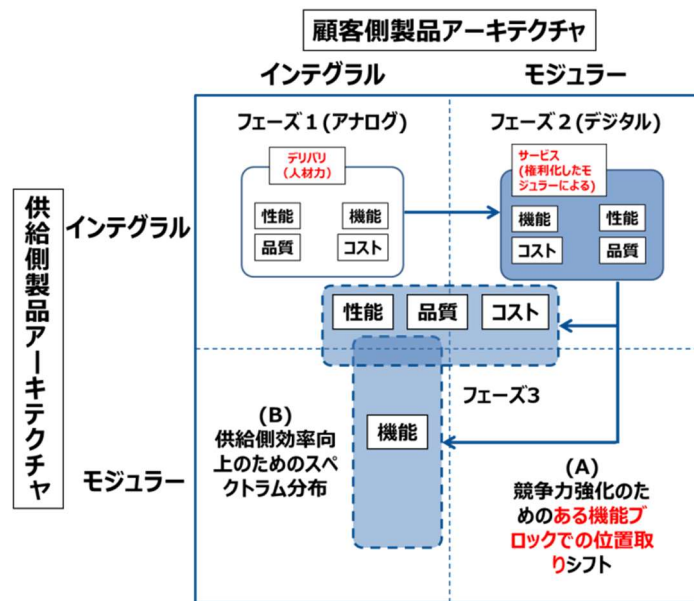 顧客側製品アーキテクチャ
インテグラル
モジュラー
供給側製品アーキテクチャ
インテグラル
フェーズ１(アナログ)
デリバリ
（人材力）
性能
機能
品質
コスト
フェーズ２(デジタル)
サービス
(権利化したモ
ジュラーによる)
機能
性能
コスト
品質
性能
品質
コスト
フェーズ3
モジュラー
(B)
供給側効率向
上のためのスペ
クトラム分布
機能
(A)
競争力強化のた
めのある機能ブ
ロックでの位置取
りシフト